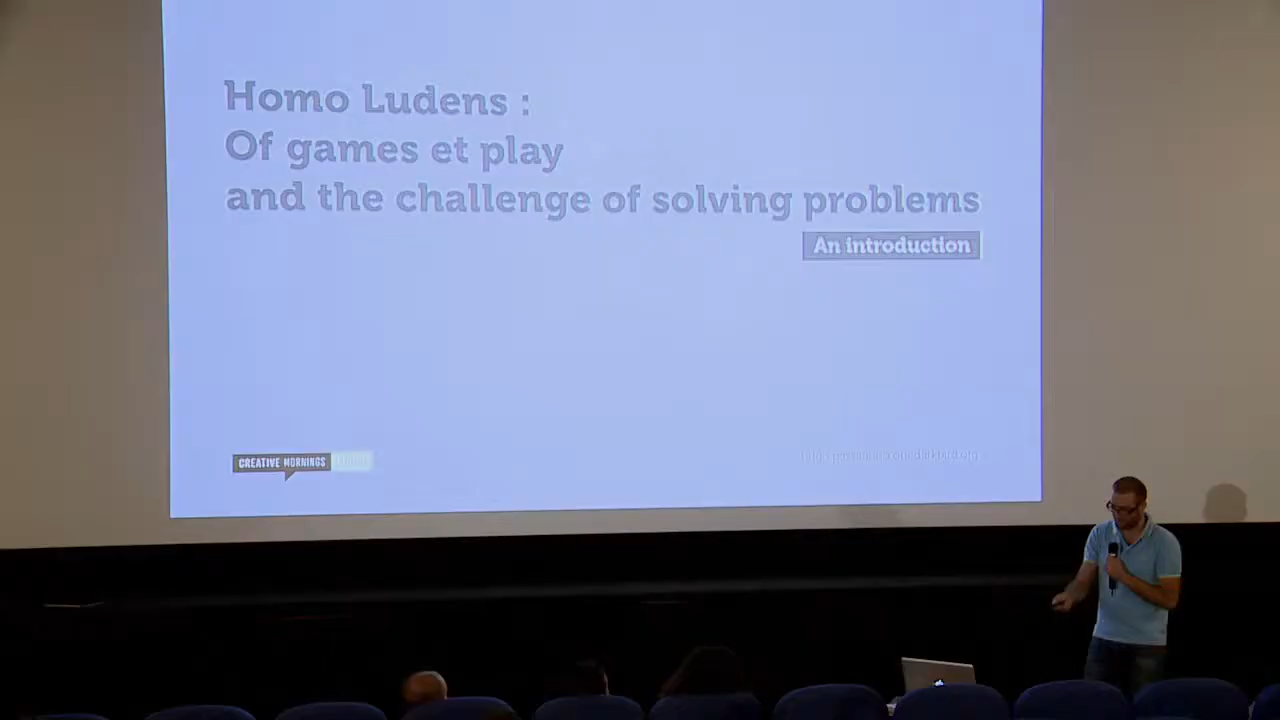 Homo Ludens :
Of games et play
and the challenge of solving problems
An introduction
CREATIVE MORNINGS